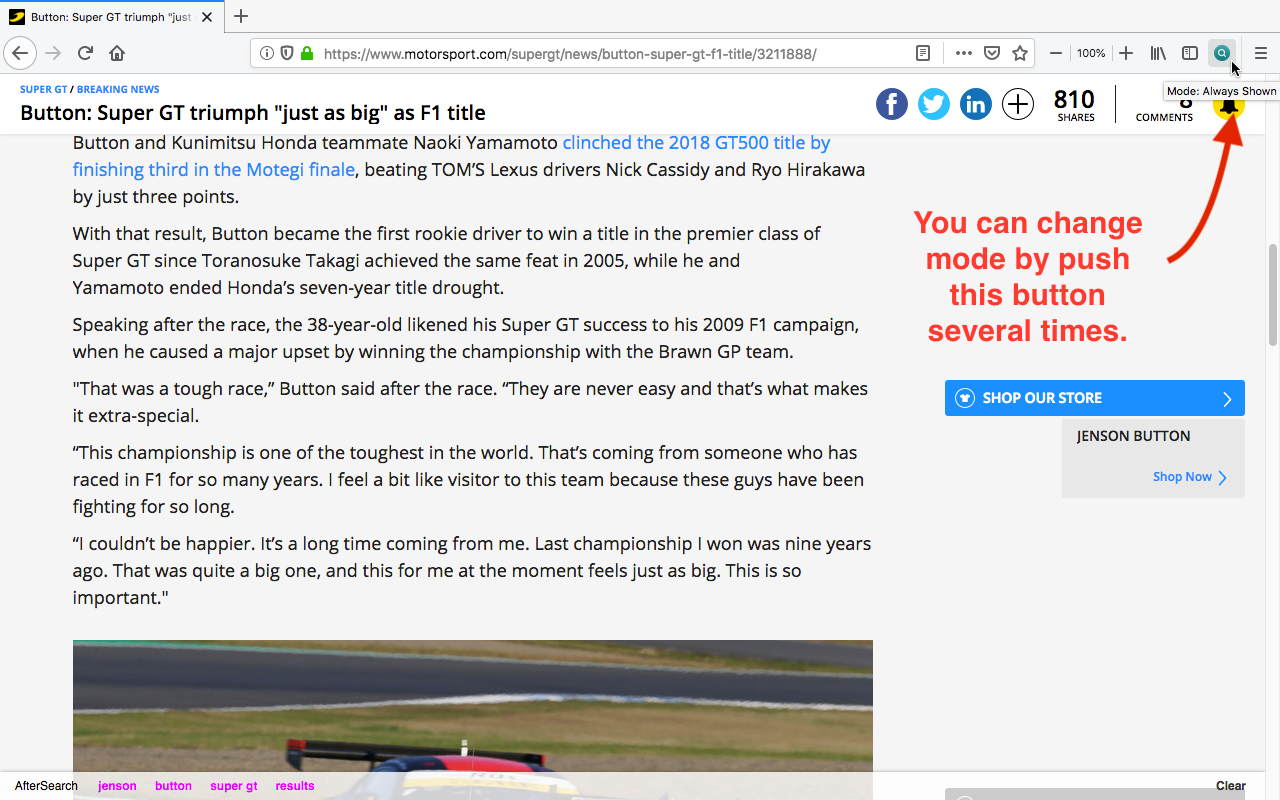 Button: Super GT triumph "just
https://www.motorsport.com/supergt/news/button-super-gt-f1-title/3211888/
100%
Mode: Always Shown
SUPER GT / BREAKING NEWS
Button: Super GT triumph "just as big" as F1 title
810
SHARES
8
COMMENTS
Button and Kunimitsu Honda teammate Naoki Yamamoto clinched the 2018 GT500 title by
finishing third in the Motegi finale, beating TOM'S Lexus drivers Nick Cassidy and Ryo Hirakawa
by just three points.
With that result, Button became the first rookie driver to win a title in the premier class of
Super GT since Toranosuke Takagi achieved the same feat in 2005, while he and
Yamamoto ended Honda's seven-year title drought.
Speaking after the race, the 38-year-old likened his Super GT success to his 2009 F1 campaign,
when he caused a major upset by winning the championship with the Brawn GP team.
"That was a tough race,” Button said after the race. “They are never easy and that's what makes
it extra-special.
“This championship is one of the toughest in the world. That's coming from someone who has
raced in F1 for so many years. I feel a bit like visitor to this team because these guys have been
fighting for so long.
“I couldn't be happier. It's a long time coming from me. Last championship I won was nine years
ago. That was quite a big one, and this for me at the moment feels just as big. This is so
important."
You can change
mode by push
this button
several times.
SHOP OUR STORE
JENSON BUTTON
Shop Now
AfterSearch jenson button super gt results
Clear